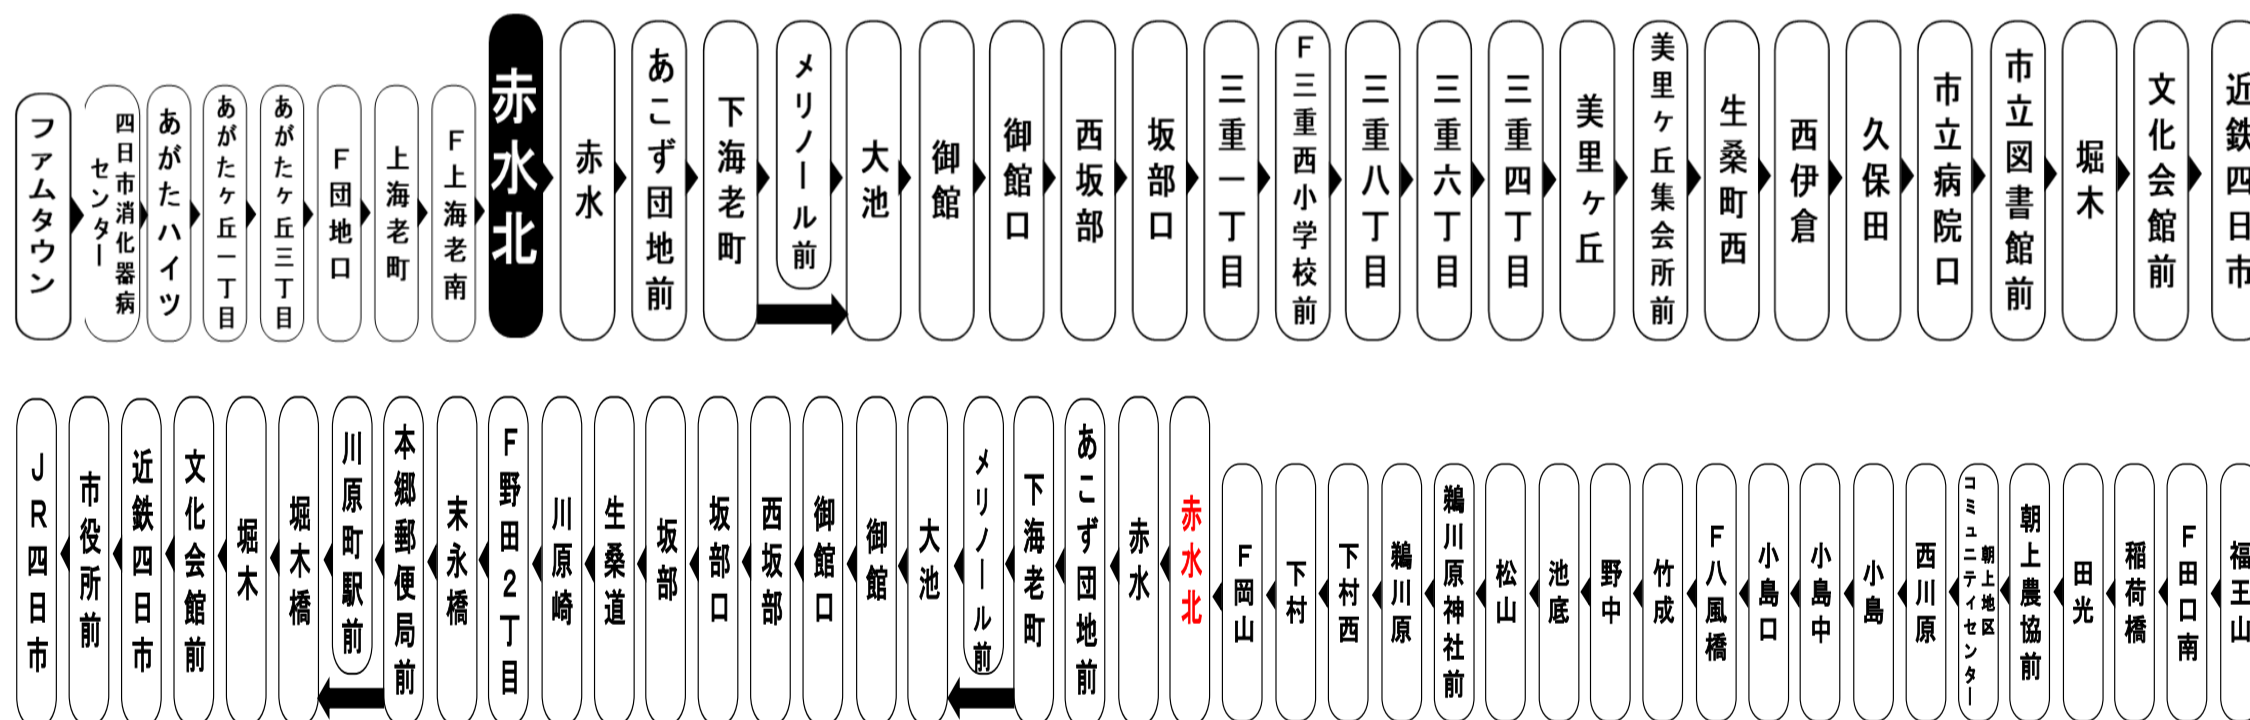 ファムタウン
四日市消化器病
センター
あがたハイツ
あがたヶ丘一丁目
あがたヶ丘三丁目
F団地口
上海老町
F上海老南
赤水北
赤水
あこず団地前
下海老町
メリノール前
大池
御館
御館口
西坂部
坂部口
三重一丁目
F三重西小学校前
三重八丁目
三重六丁目
三重四丁目
美里ヶ丘
美里ヶ丘集会所前
生桑町西
西伊倉
久保田
市立病院口
市立図書館前
堀木
文化会館前
近鉄四日市
JR四日市
市役所前
近鉄四日市
文化会館前
堀木
堀木橋
川原町駅前
本郷郵便局前
末永橋
F野田2丁目
川原崎
生桑道
坂部
坂部口
西坂部
御館口
御館
大池
メリノール前
下海老町
あこず団地前
赤水
赤水北
F岡山
下村
下村西
鵜川原
鵜川原神社前
松山
池底
野中
竹成
F八風橋
小島口
小島中
小島
西川原
朝上地区
コミュニティセンター
朝上農協前
田光
稲荷橋
F田口南
福王山